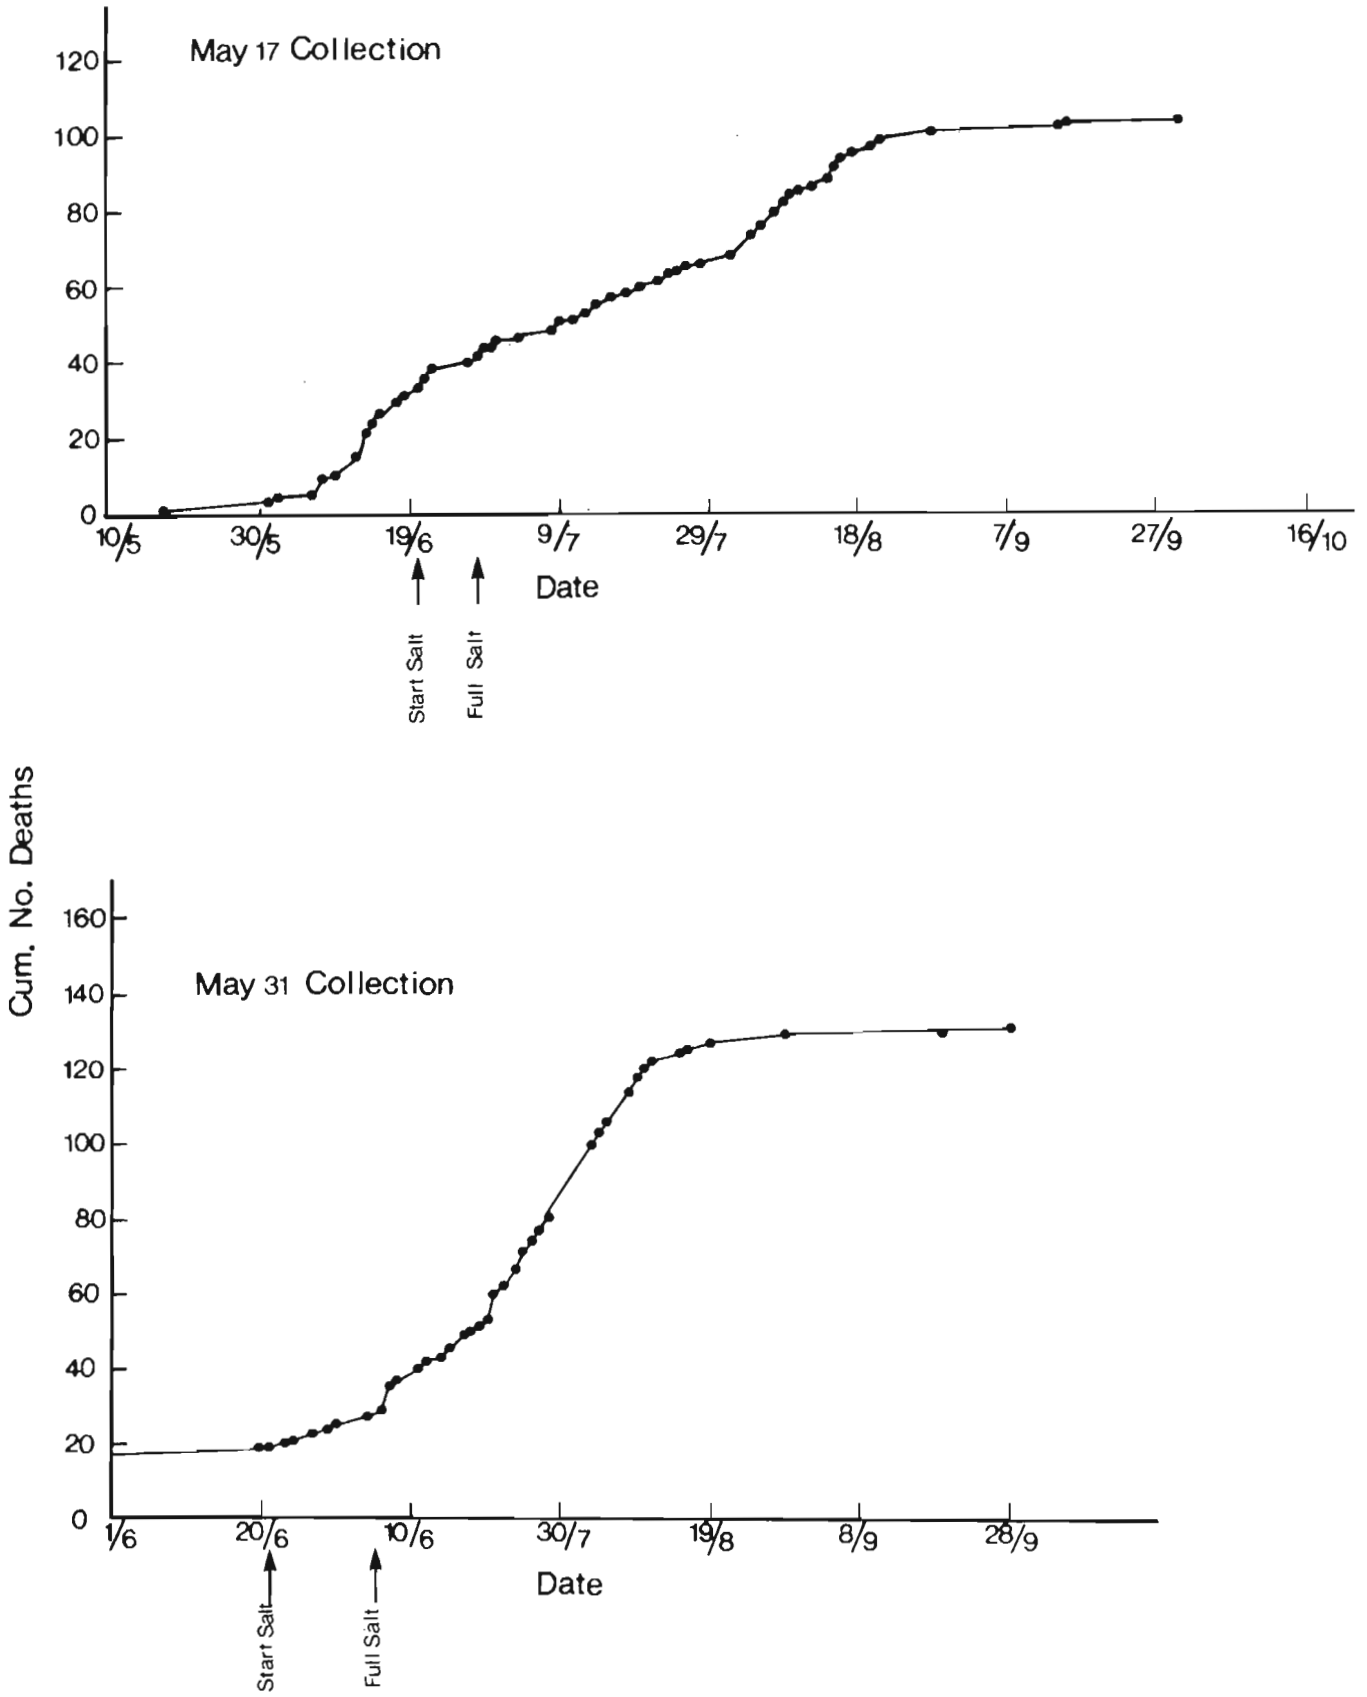 May 17 Collection
120
100
80
60
40
20
0
10/5 30/5 19/6 9/7 29/7 18/8 7/9 27/9 16/10
Date
Start Salt
Full Salt
Cum. No. Deaths
May 31 Collection
160
140
120
100
80
60
40
20
0
1/6 20/6 10/6 30/7 19/8 8/9 28/9
Date
Start Salt
Full Salt